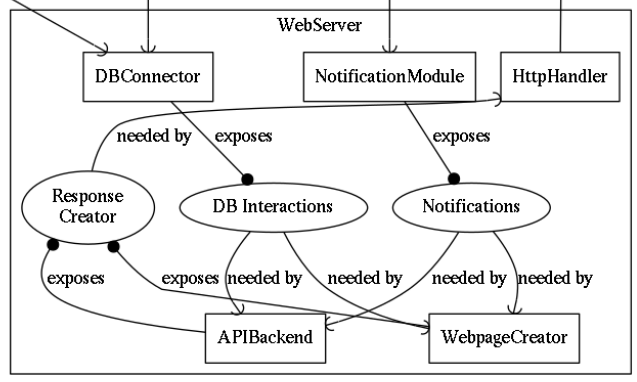 WebServer
DBConnector
NotificationModule
HttpHandler
needed by
exposes
exposes
Response
Creator
DB Interactions
Notifications
exposes
exposes
needed by
needed by
needed by
needed by
APIBackend
WebpageCreator